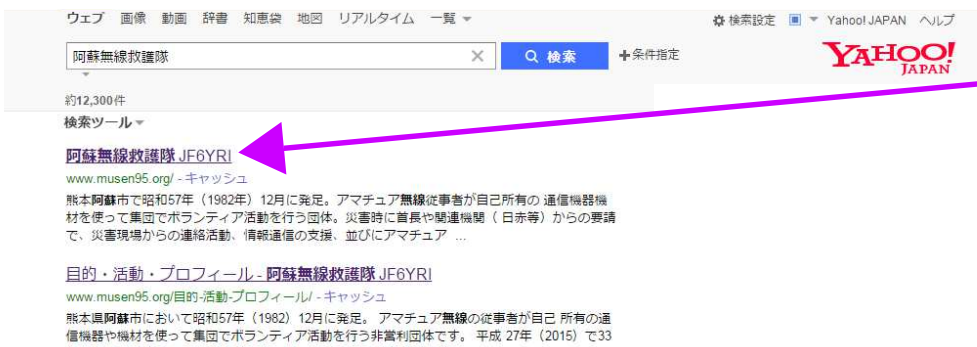 ウェブ 画像 動画 辞書 知恵袋 地図 リアルタイム 一覧 検索設定 Yahoo! JAPAN ヘルプ
阿蘇無線救護隊 検索 +条件指定 YAHOO! JAPAN
約12,300件
検索ツール
阿蘇無線救護隊 JF6YRI
www.musen95.org/ - キャッシュ
熊本阿蘇市で昭和57年（1982年）12月に発足。アマチュア無線従事者が自己所有の 通信機器機
材を使って集団でボランティア活動を行う団体。災害時に首長や関連機関（ 日赤等）からの要請
で、災害現場からの連絡活動、情報通信の支援、並びにアマチュア ...
目的・活動・プロフィール - 阿蘇無線救護隊 JF6YRI
www.musen95.org/目的-活動-プロフィール/ - キャッシュ
熊本県阿蘇市において昭和57年（1982）12月に発足。 アマチュア無線の従事者が自己 所有の通
信機器や機材を使って集団でボランティア活動を行う非営利団体です。 平成 27年（2015）で33